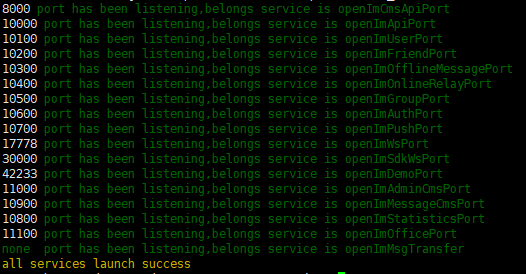 8000 port has been listening,belongs service is openImCmsApiPort
10000 port has been listening,belongs service is openImApiPort
10100 port has been listening,belongs service is openImUserPort
10200 port has been listening,belongs service is openImFriendPort
10300 port has been listening,belongs service is openImOfflineMessagePort
10400 port has been listening,belongs service is openImOnlineRelayPort
10500 port has been listening,belongs service is openImGroupPort
10600 port has been listening,belongs service is openImAuthPort
10700 port has been listening,belongs service is openImPushPort
17778 port has been listening,belongs service is openImWsPort
30000 port has been listening,belongs service is openImSdkWsPort
42233 port has been listening,belongs service is openImDemoPort
11000 port has been listening,belongs service is openImAdminCmsPort
10900 port has been listening,belongs service is openImMessageCmsPort
10800 port has been listening,belongs service is openImStatisticsPort
11100 port has been listening,belongs service is openImOfficePort
none  port has been listening,belongs service is openImMsgTransfer
all services launch success